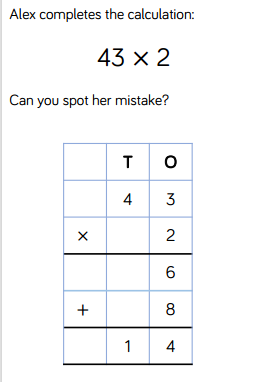 Alex completes the calculation:
43 × 2
Can you spot her mistake?
T O
4 3
× 2
6
+ 8
1 4